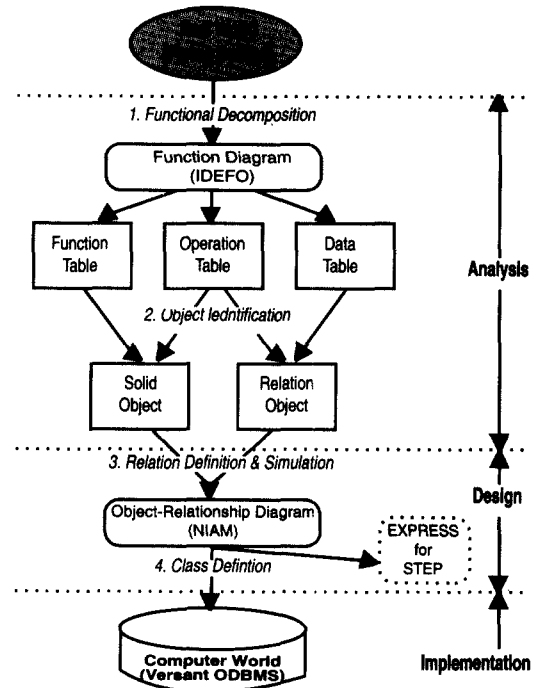 1. Functional Decomposition
Function Diagram
(IDEFO)
Function
Table
Operation
Table
Data
Table
Analysis
2. Object Iedntification
Solid
Object
Relation
Object
3. Relation Definition & Simulation
Design
Object-Relationship Diagram
(NIAM)
EXPRESS
for
STEP
4. Class Defintion
Computer World
(Versant ODBMS)
Implementation